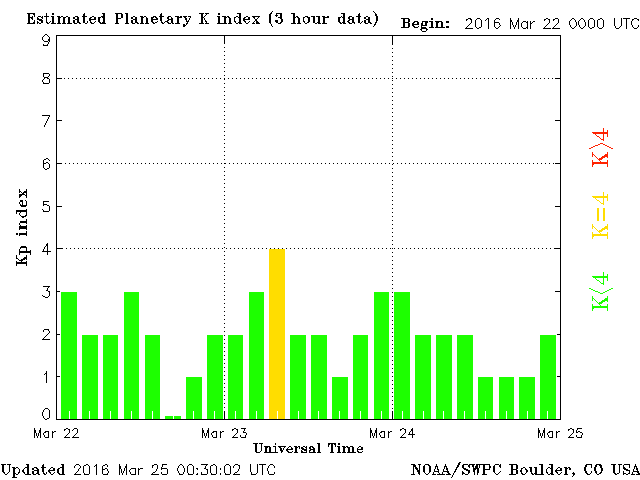 Estimated Planetary K index (3 hour data)
Begin: 2016 Mar 22 0000 UTC
9
8
7
6
5
4
3
2
1
0
Kp index
K>4
K=4
K<4
Mar 22 Mar 23 Mar 24 Mar 25
Universal Time
Updated 2016 Mar 25 00:30:02 UTC
NOAA/SWPC Boulder, CO USA